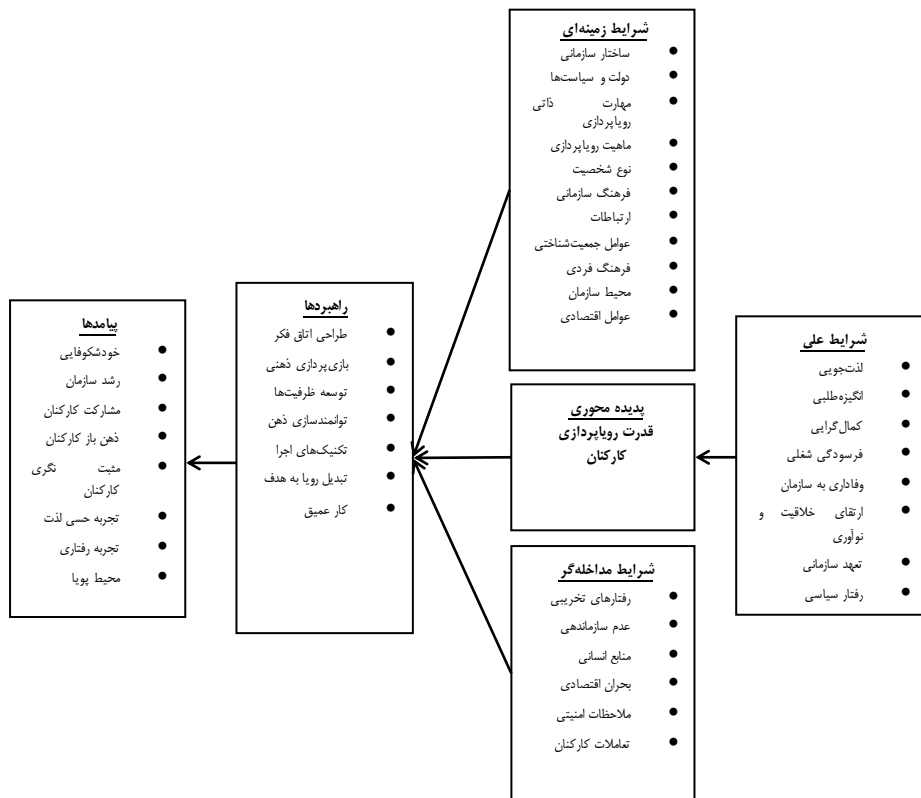 شرایط زمینه‌ای
ساختار سازمانی
دولت و سیاست‌ها
مهارت ذاتی
رویاپردازی
ماهیت رویاپردازی
نوع شخصیت
فرهنگ سازمانی
ارتباطات
عوامل جمعیت‌شناختی
فرهنگ فردی
محیط سازمان
عوامل اقتصادی
شرایط علی
لذت‌جویی
انگیزه‌طلبی
کمال‌گرایی
فرسودگی شغلی
وفاداری به سازمان
ارتقای خلاقیت و
نوآوری
تعهد سازمانی
رفتار سیاسی
پدیده محوری
قدرت رویاپردازی
کارکنان
شرایط مداخله‌گر
رفتارهای تخریبی
عدم سازماندهی
منابع انسانی
بحران اقتصادی
ملاحظات امنیتی
تعاملات کارکنان
راهبردها
طراحی اتاق فکر
بازی‌پردازی ذهنی
توسعه ظرفیت‌ها
توانمندسازی ذهن
تکنیک‌های اجرا
تبدیل رویا به هدف
کار عمیق
پیامدها
خودشکوفایی
رشد سازمان
مشارکت کارکنان
ذهن باز کارکنان
مثبت نگری
کارکنان
تجربه حسی لذت
تجربه رفتاری
محیط پویا